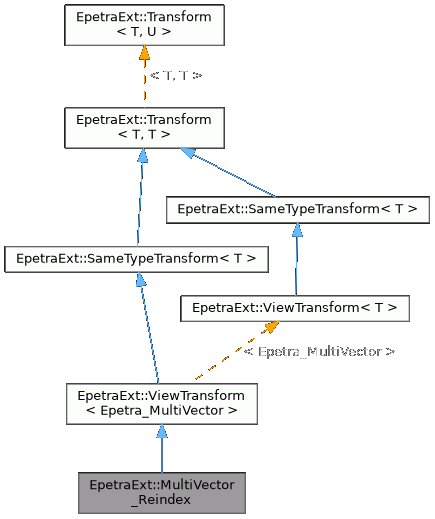 EpetraExt::Transform
< T, U >
< T, T >
EpetraExt::Transform
< T, T >
EpetraExt::SameTypeTransform< T >
EpetraExt::SameTypeTransform< T >
EpetraExt::ViewTransform< T >
< Epetra_MultiVector >
EpetraExt::ViewTransform
< Epetra_MultiVector >
EpetraExt::MultiVector
_Reindex